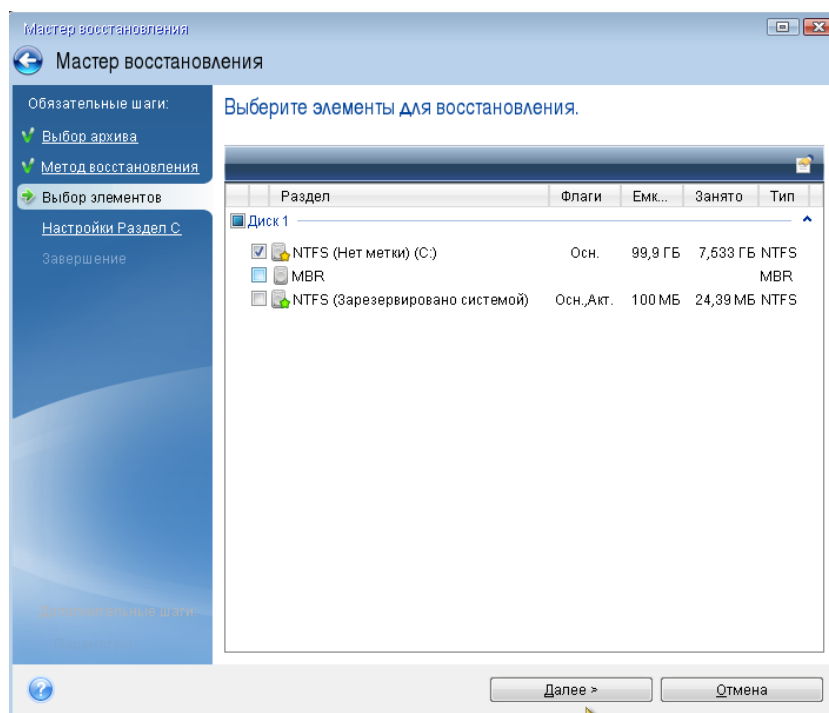 Мастер восстановления
Мастер восстановления
Обязательные шаги:
Выбор архива
Метод восстановления
Выбор элементов
Настройки Раздел C
Завершение
Выберите элементы для восстановления.
Раздел Флаги Емк... Занято Тип
Диск 1
NTFS (Нет метки) (C:) Осн. 99,9 ГБ 7,533 ГБ NTFS
MBR MBR
NTFS (Зарезервировано системой) Осн.,Акт. 100 МБ 24,39 МБ NTFS
Далее >
Отмена